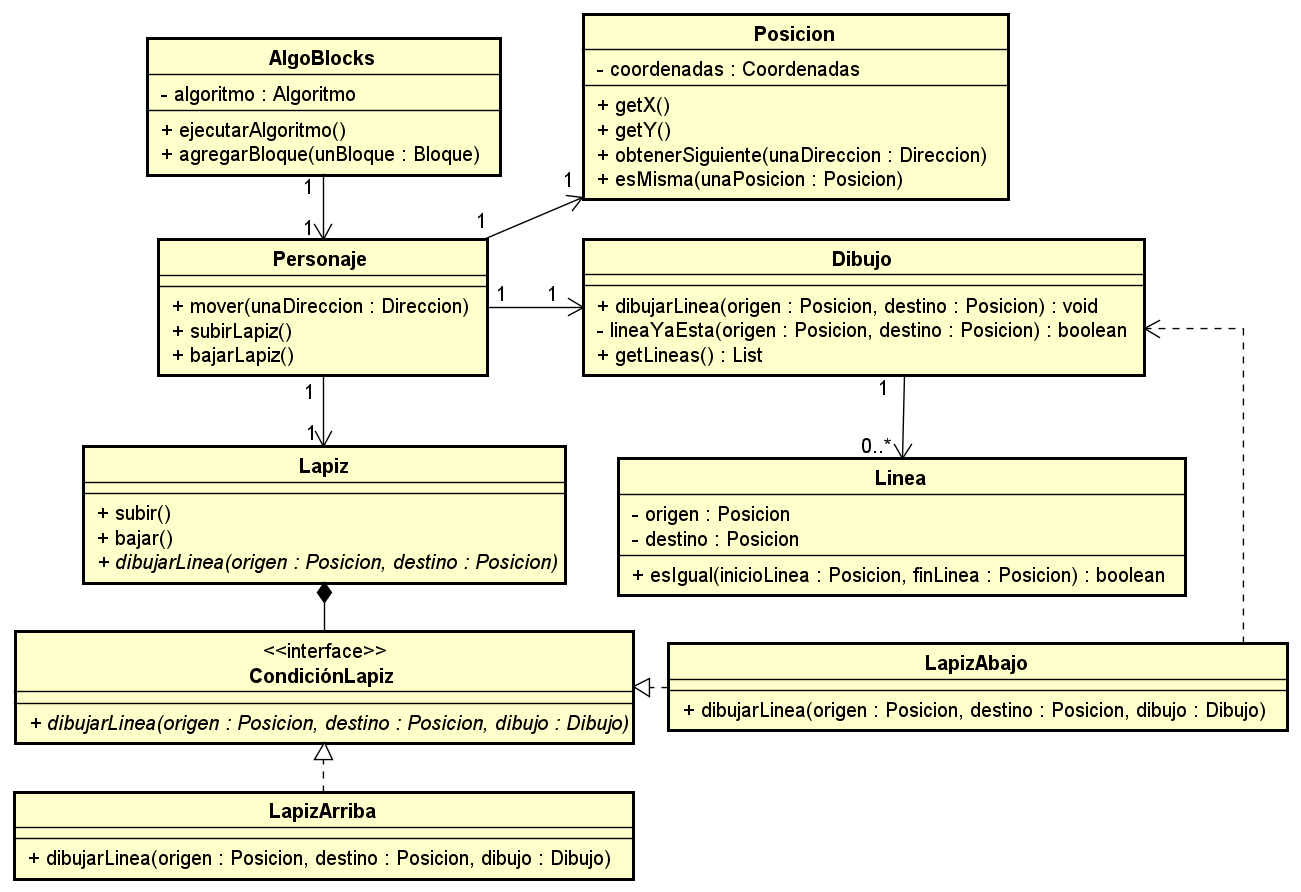 AlgoBlocks
- algoritmo : Algoritmo
+ ejecutarAlgoritmo()
+ agregarBloque(unBloque : Bloque)
Posicion
- coordenadas : Coordenadas
+ getX()
+ getY()
+ obtenerSiguiente(unaDireccion : Direccion)
+ esMisma(unaPosicion : Posicion)
1
1
1
1
Personaje
+ mover(unaDireccion : Direccion)
+ subirLapiz()
+ bajarLapiz()
1
1
Dibujo
+ dibujarLinea(origen : Posicion, destino : Posicion) : void
- lineaYaEsta(origen : Posicion, destino : Posicion) : boolean
+ getLineas() : List
1
1
1
0..*
Lapiz
+ subir()
+ bajar()
+ dibujarLinea(origen : Posicion, destino : Posicion)
Linea
- origen : Posicion
- destino : Posicion
+ esIgual(inicioLinea : Posicion, finLinea : Posicion) : boolean
<<interface>>
CondiciónLapiz
+ dibujarLinea(origen : Posicion, destino : Posicion, dibujo : Dibujo)
LapizAbajo
+ dibujarLinea(origen : Posicion, destino : Posicion, dibujo : Dibujo)
LapizArriba
+ dibujarLinea(origen : Posicion, destino : Posicion, dibujo : Dibujo)